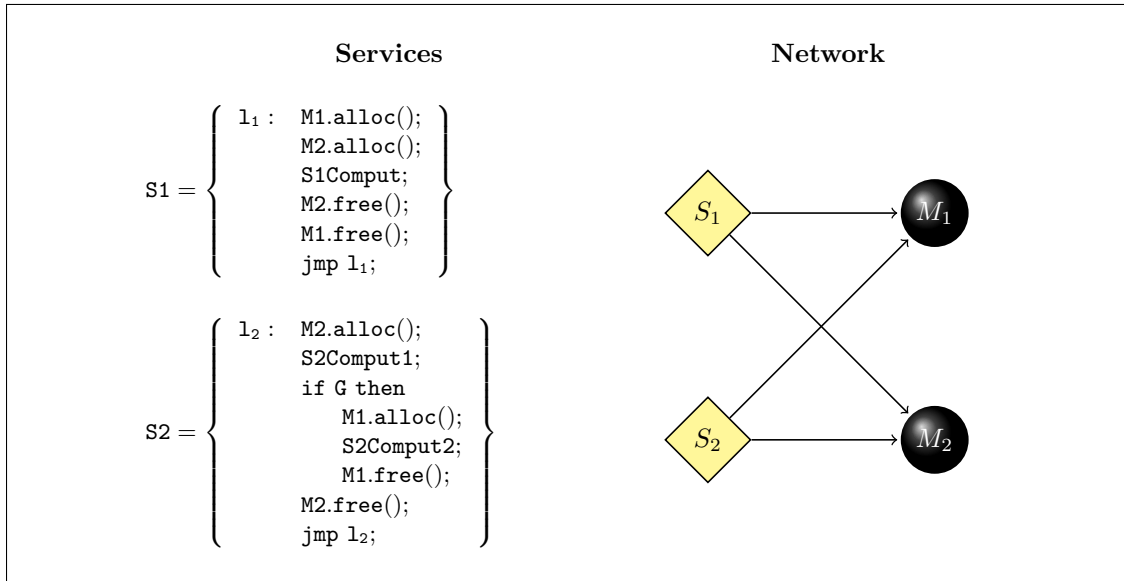 Services
S1 = { l₁ : M1.alloc();
M2.alloc();
S1Comput;
M2.free();
M1.free();
jmp l₁; }
S2 = { l₂ : M2.alloc();
S2Comput1;
if G then
M1.alloc();
S2Comput2;
M1.free();
M2.free();
jmp l₂; }
Network
S₁
M₁
S₂
M₂